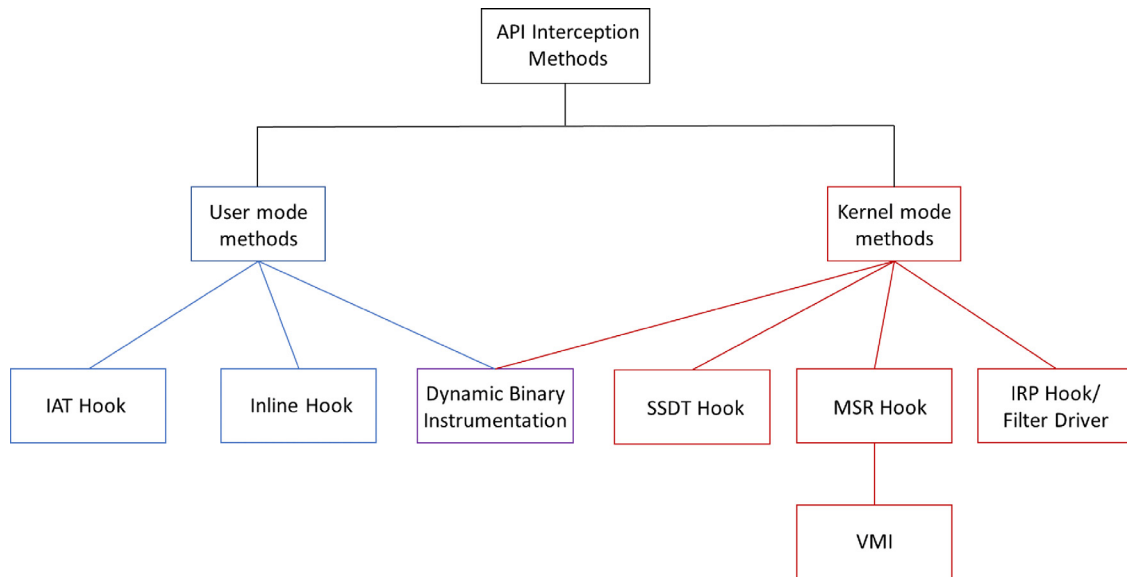 API Interception
Methods
User mode
methods
Kernel mode
methods
IAT Hook
Inline Hook
Dynamic Binary
Instrumentation
SSDT Hook
MSR Hook
IRP Hook/
Filter Driver
VMI